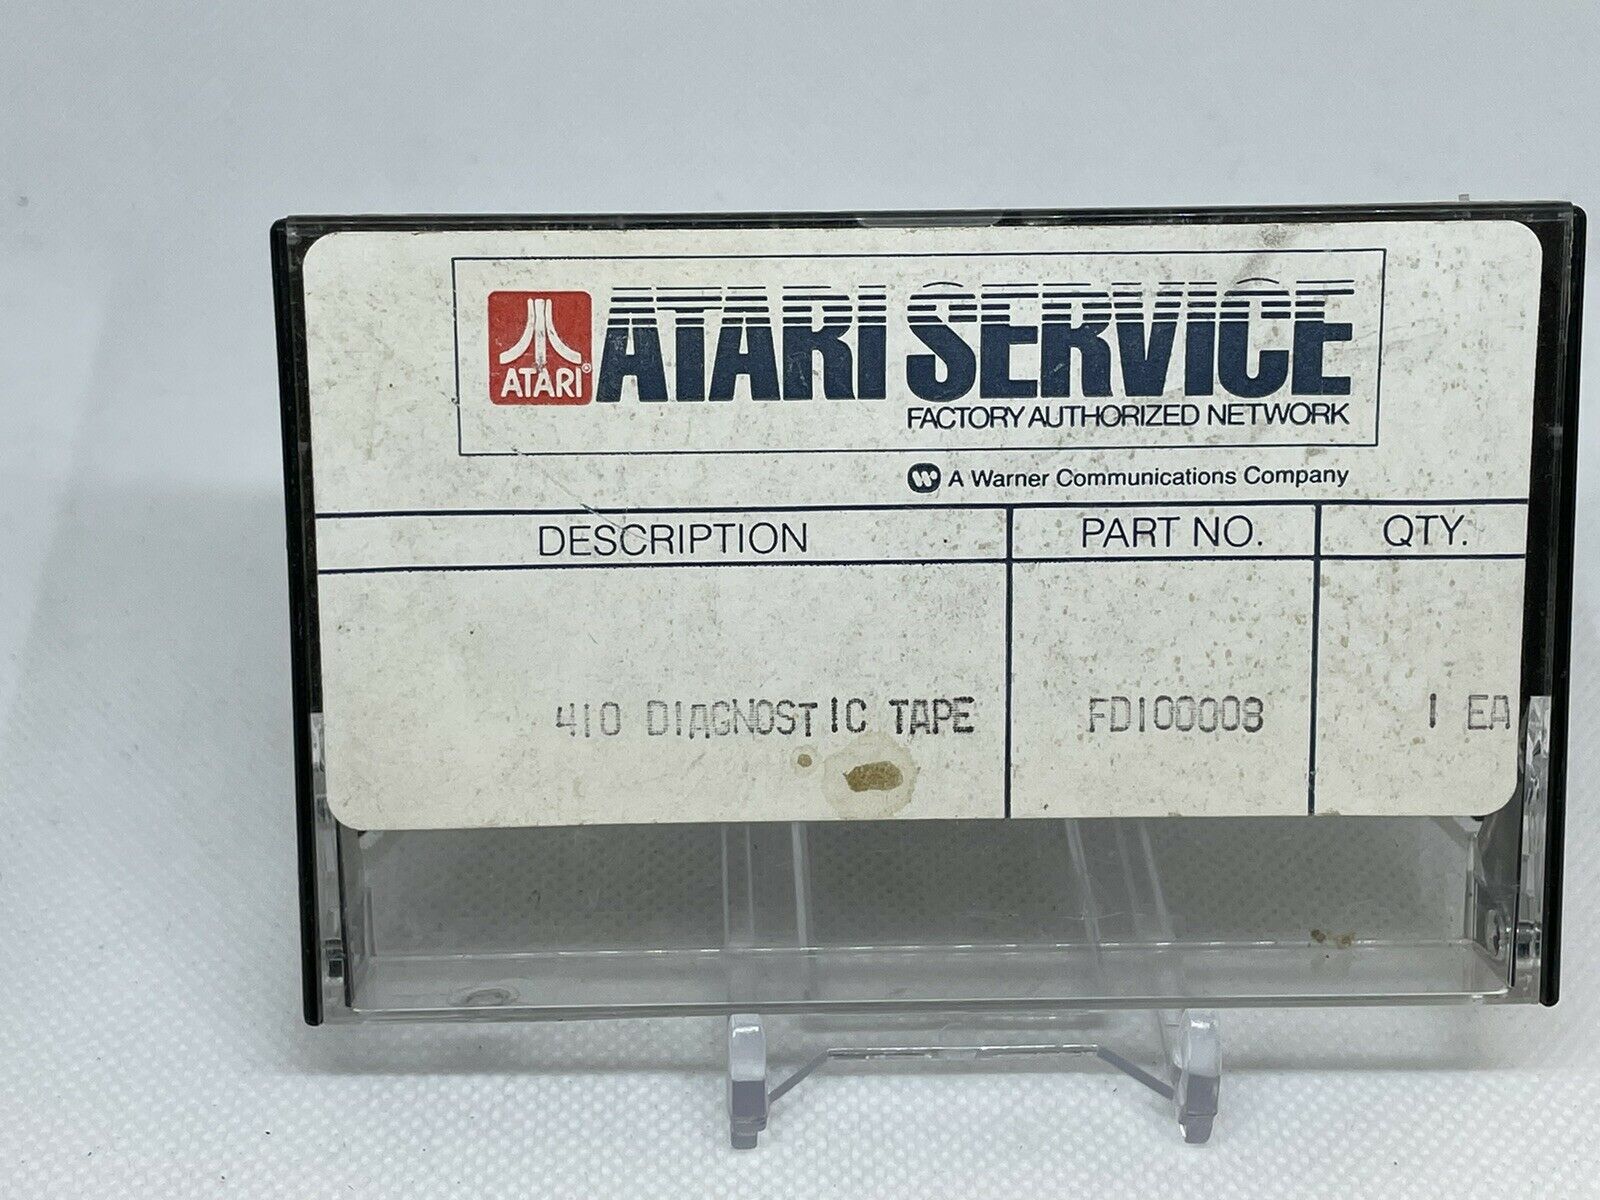 ATARI®
ATARI SERVICE
FACTORY AUTHORIZED NETWORK
A Warner Communications Company
DESCRIPTION PART NO. QTY.
410 DIAGNOSTIC TAPE FD100008 1 EA